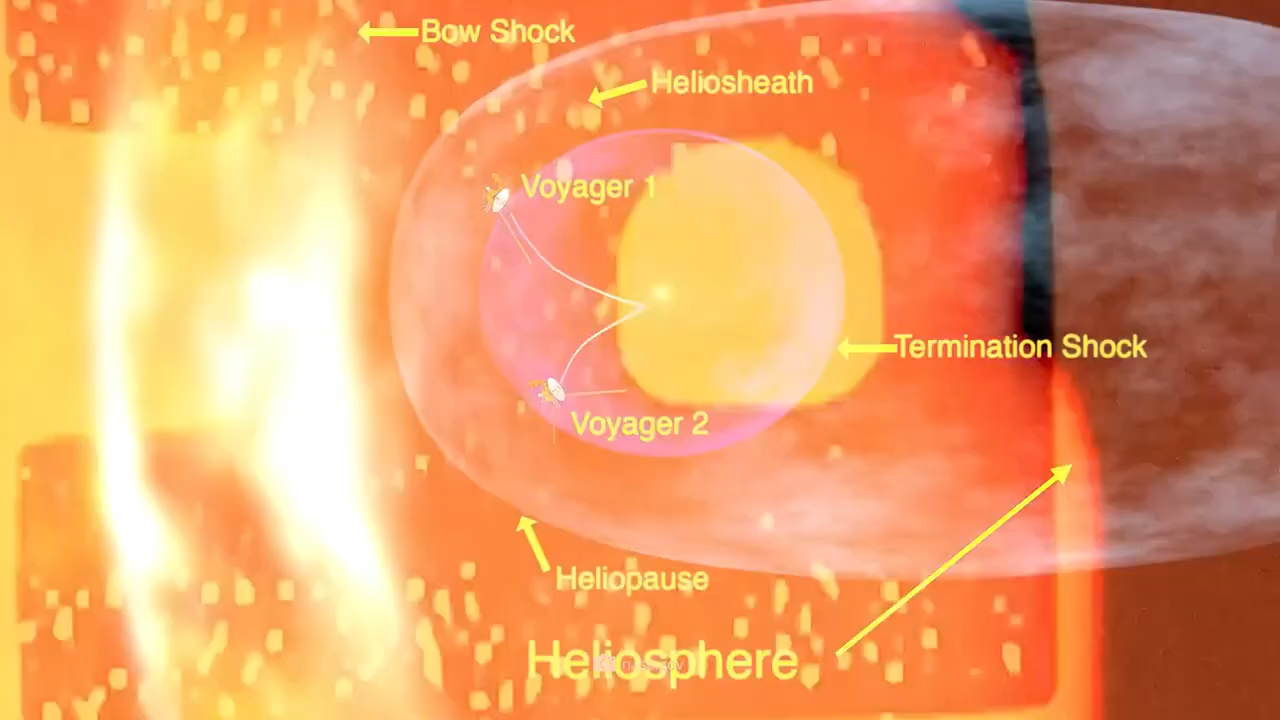 Bow Shock
Heliosheath
Voyager 1
Termination Shock
Voyager 2
Heliopause
Heliosphere